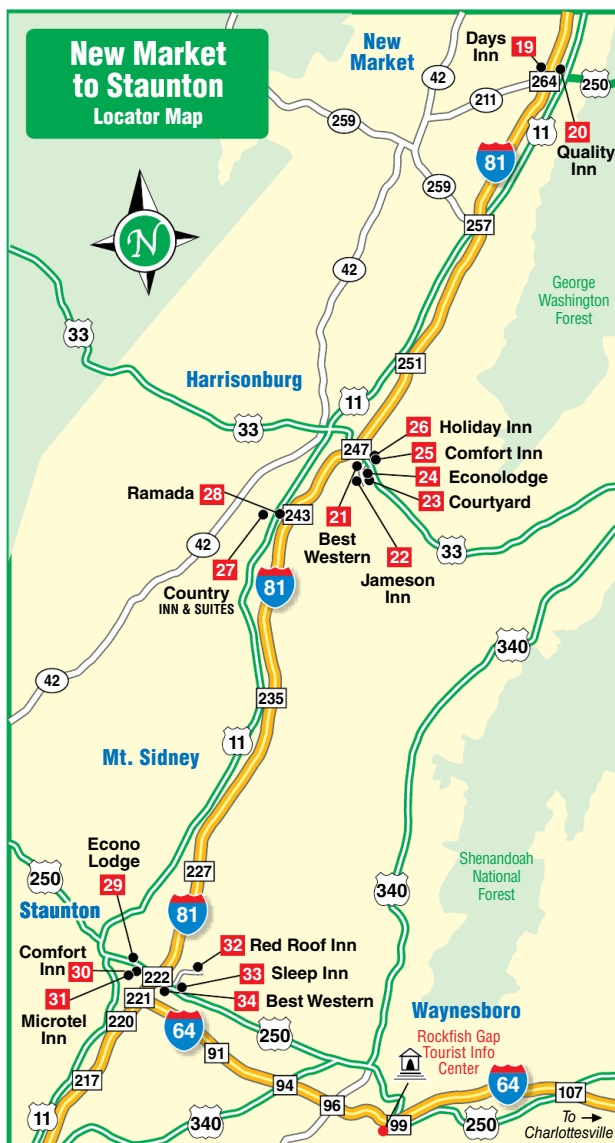 New Market
to Staunton
Locator Map
New
Market
Days
Inn
19
264
250
42
211
20
Quality
Inn
11
259
81
259
257
N
42
George
Washington
Forest
33
251
Harrisonburg
11
33
26 Holiday Inn
247
25 Comfort Inn
24 Econolodge
23 Courtyard
Ramada 28
243
21
Best
Western
22
Jameson
Inn
33
42
27
Country
INN & SUITES
81
340
42
235
11
Mt. Sidney
Econo
Lodge
250
29
227
Shenandoah
National
Forest
340
Staunton
81
32 Red Roof Inn
Comfort
Inn 30
222
33 Sleep Inn
31
Microtel
Inn
221
34 Best Western
220
64
Waynesboro
Rockfish Gap
Tourist Info
Center
250
91
217
94
64
107
96
11
340
99
250
To
Charlottesville